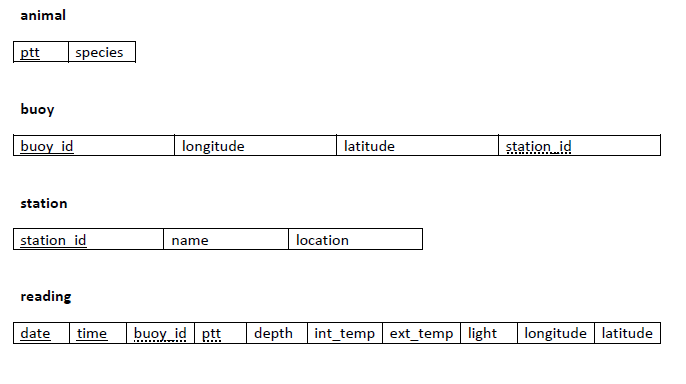 animal
ptt species
buoy
buoy_id longitude latitude station_id
station
station_id name location
reading
date time buoy_id ptt depth int_temp ext_temp light longitude latitude